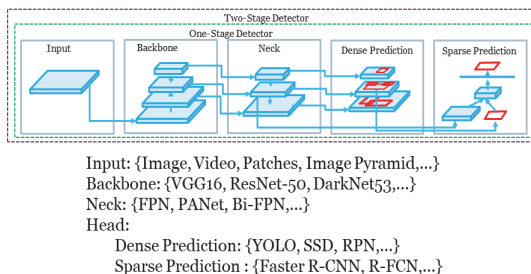 Two-Stage Detector
One-Stage Detector
Input
Backbone
Neck
Dense Prediction
Sparse Prediction
Input: {Image, Video, Patches, Image Pyramid,...}
Backbone: {VGG16, ResNet-50, DarkNet53,...}
Neck: {FPN, PANet, Bi-FPN,...}
Head:
Dense Prediction: {YOLO, SSD, RPN,...}
Sparse Prediction : {Faster R-CNN, R-FCN,...}